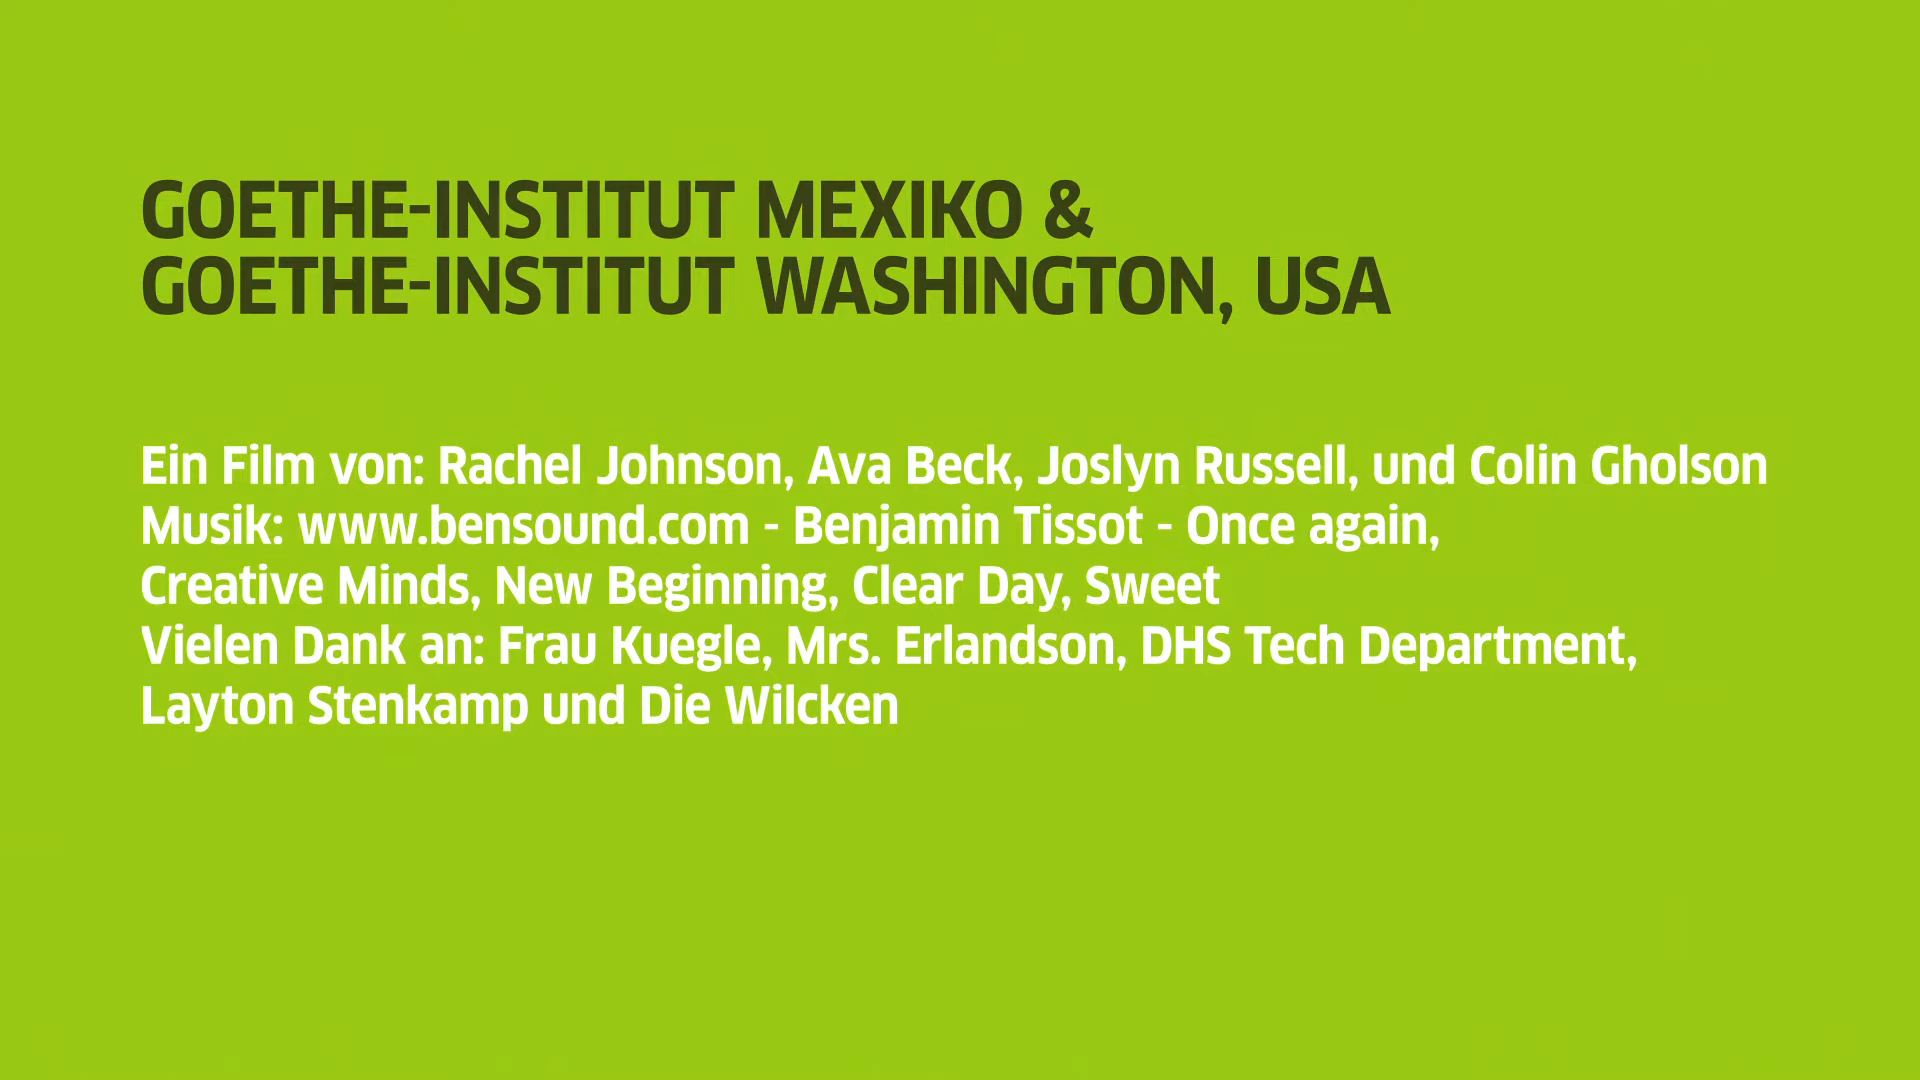 GOETHE-INSTITUT MEXIKO &
GOETHE-INSTITUT WASHINGTON, USA
Ein Film von: Rachel Johnson, Ava Beck, Joslyn Russell, und Colin Gholson
Musik: www.bensound.com - Benjamin Tissot - Once again,
Creative Minds, New Beginning, Clear Day, Sweet
Vielen Dank an: Frau Kuegle, Mrs. Erlandson, DHS Tech Department,
Layton Stenkamp und Die Wilcken